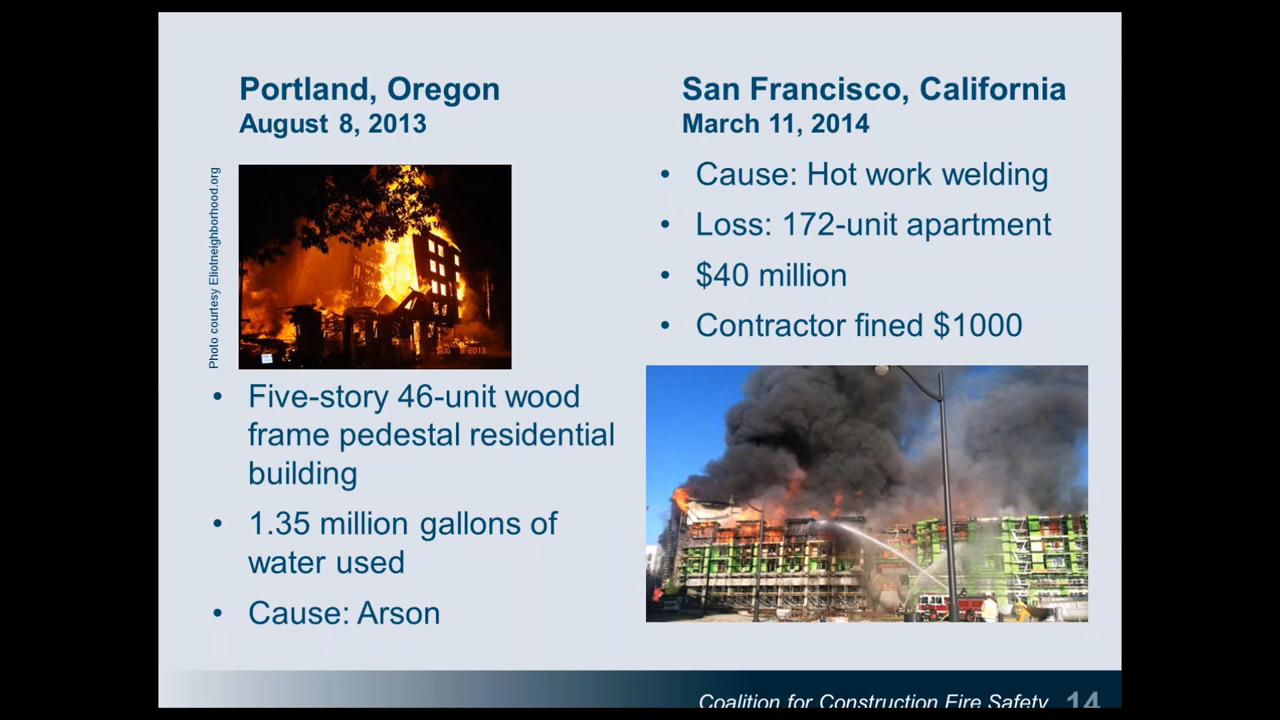 Portland, Oregon
August 8, 2013
Photo courtesy Eliotneighborhood.org
• Five-story 46-unit wood
frame pedestal residential
building
• 1.35 million gallons of
water used
• Cause: Arson
San Francisco, California
March 11, 2014
• Cause: Hot work welding
• Loss: 172-unit apartment
• $40 million
• Contractor fined $1000
Coalition for Construction Fire Safety 14